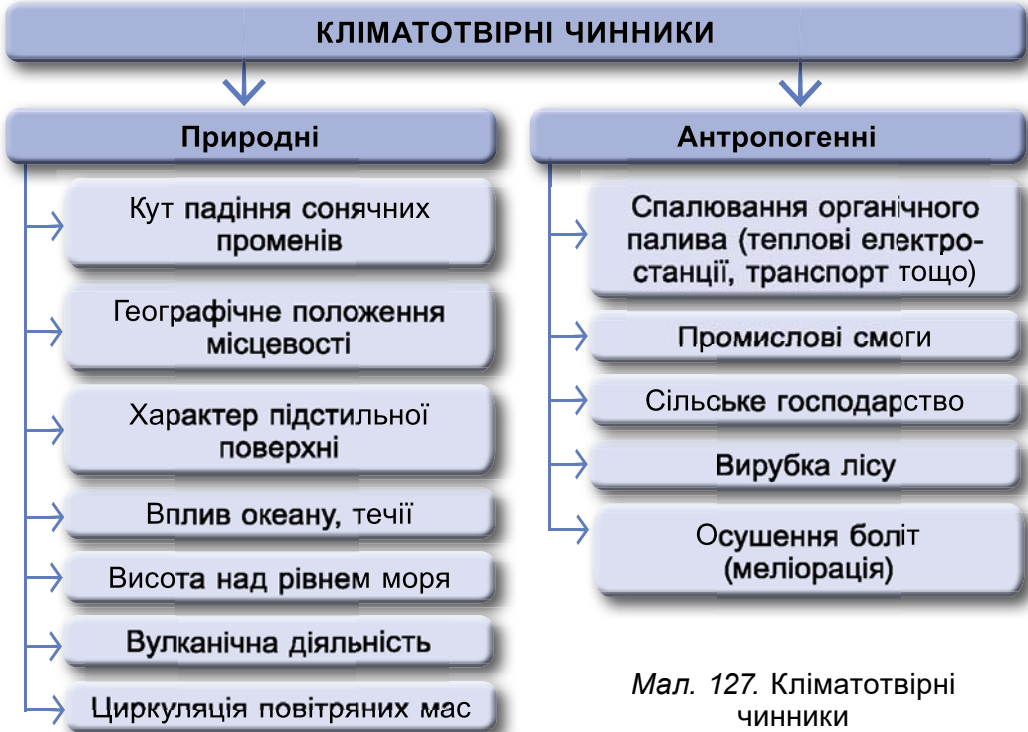 КЛІМАТОТВІРНІ ЧИННИКИ
Природні
Кут падіння сонячних
променів
Географічне положення
місцевості
Характер підстильної
поверхні
Вплив океану, течії
Висота над рівнем моря
Вулканічна діяльність
Циркуляція повітряних мас
Антропогенні
Спалювання органічного
палива (теплові електро-
станції, транспорт тощо)
Промислові смоги
Сільське господарство
Вирубка лісу
Осушення боліт
(меліорація)
Мал. 127. Кліматотвірні
чинники